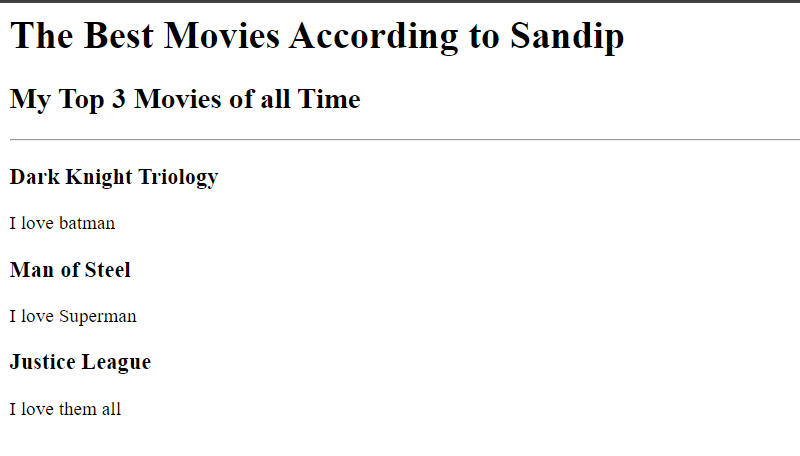 The Best Movies According to Sandip
My Top 3 Movies of all Time
Dark Knight Triology
I love batman
Man of Steel
I love Superman
Justice League
I love them all